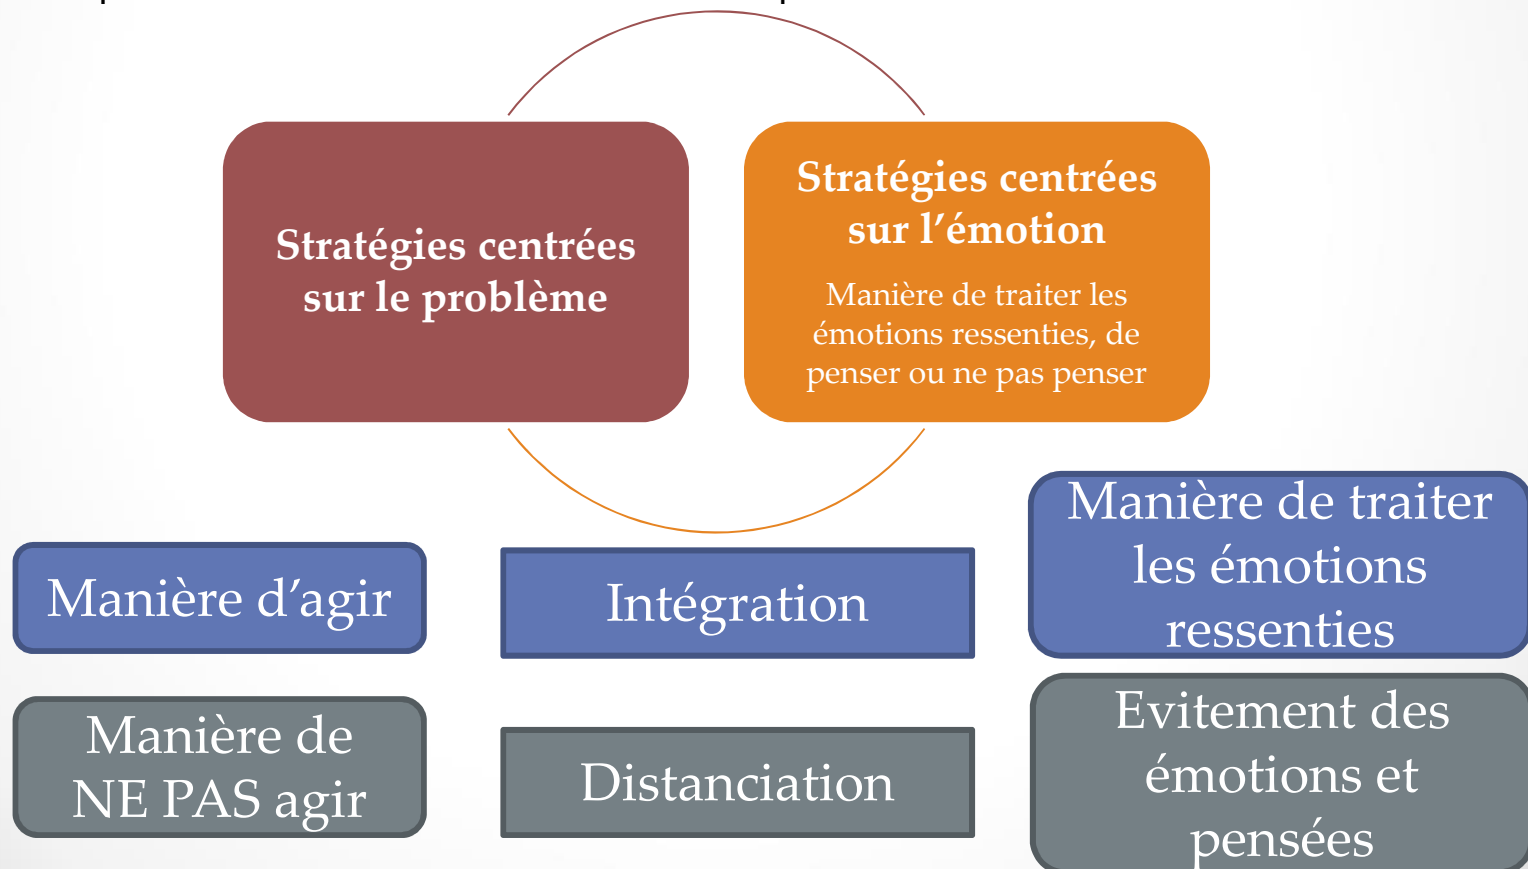 Stratégies centrées
sur le problème
Stratégies centrées
sur l’émotion
Manière de traiter les
émotions ressenties, de
penser ou ne pas penser
Manière d’agir
Intégration
Manière de traiter
les émotions
ressenties
Manière de
NE PAS agir
Distanciation
Evitement des
émotions et
pensées